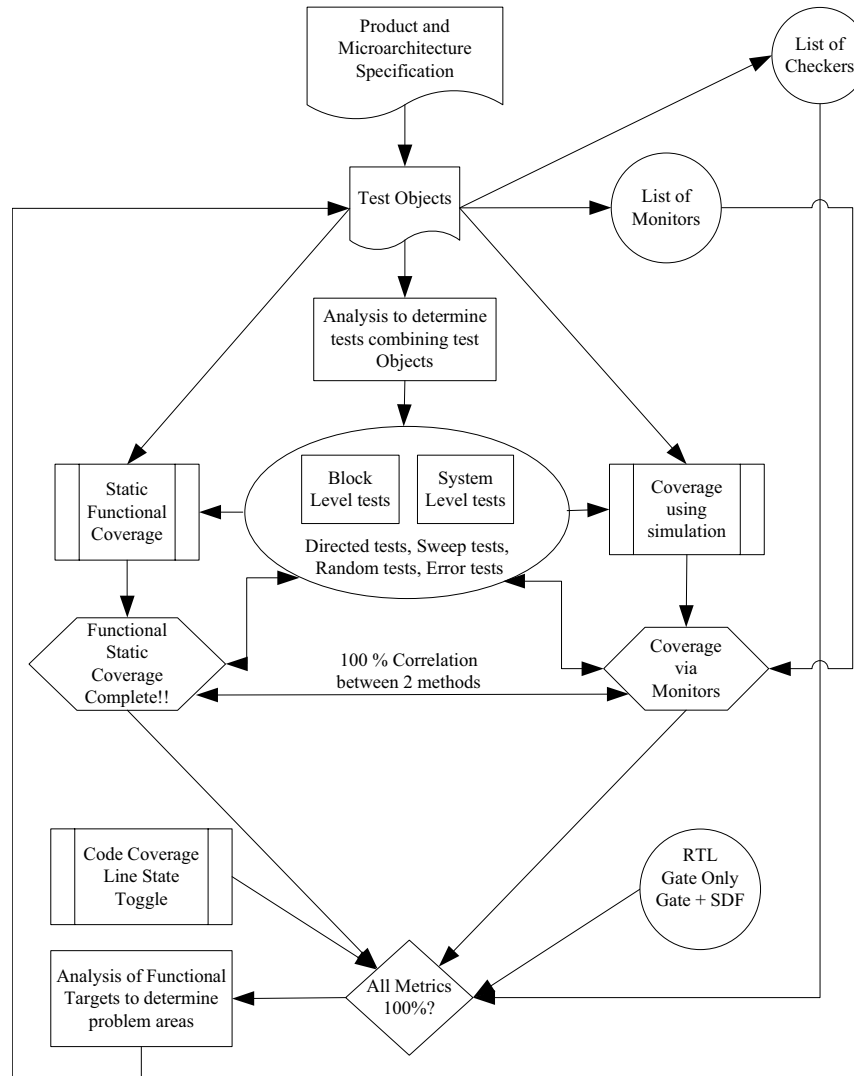 Product and
Microarchitecture
Specification
List of
Checkers
Test Objects
List of
Monitors
Analysis to determine
tests combining test
Objects
Static
Functional
Coverage
Block
Level tests
System
Level tests
Directed tests, Sweep tests,
Random tests, Error tests
Coverage
using
simulation
Functional
Static
Coverage
Complete!!
100 % Correlation
between 2 methods
Coverage
via
Monitors
Code Coverage
Line State
Toggle
RTL
Gate Only
Gate + SDF
Analysis of Functional
Targets to determine
problem areas
All Metrics
100%?